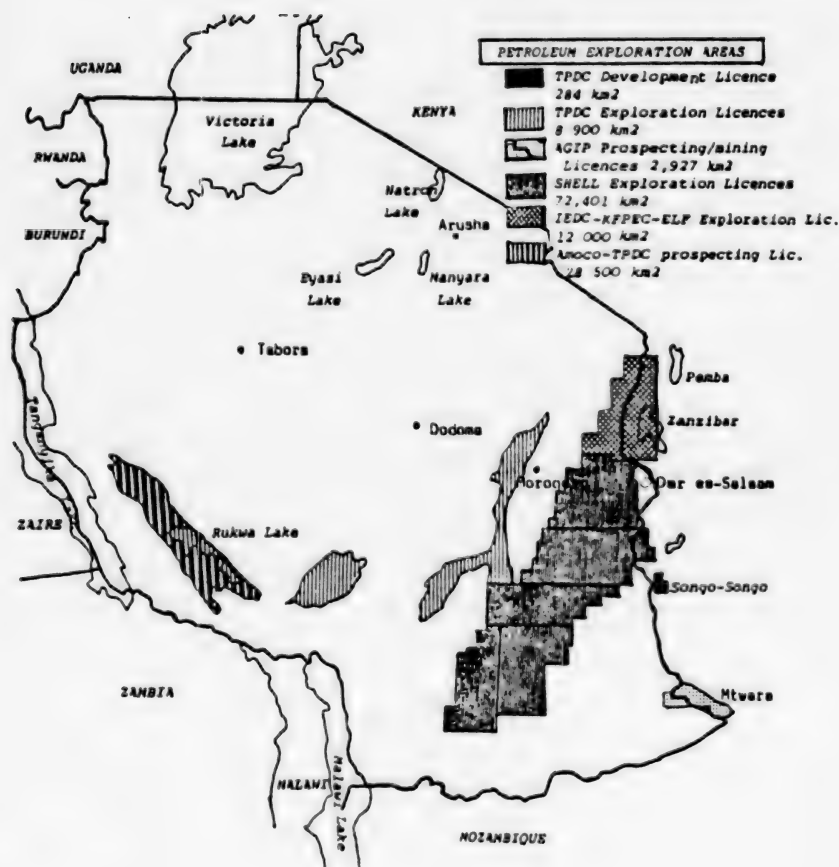 PETROLEUM EXPLORATION AREAS
TPDC Development Licence
284 km2
TPDC Exploration Licences
8 900 km2
AGIP Prospecting/mining
Licences 2,927 km2
SHELL Exploration Licences
72,401 km2
IEDC-KFPEC-ELF Exploration Lic.
12 000 km2
Amoco-TPDC prospecting Lic.
28 500 km2
UGANDA
Victoria
Lake
KENYA
RWANDA
Natron
Lake
Arusha
BURUNDI
Eyasi
Lake
Manyara
Lake
Tabora
Pemba
Zanzibar
Dodoma
Dar es-Salaam
ZAIRE
Rukwa Lake
Songo-Songo
ZAMBIA
Mtwara
MALAWI
Malawi Lake
MOZAMBIQUE